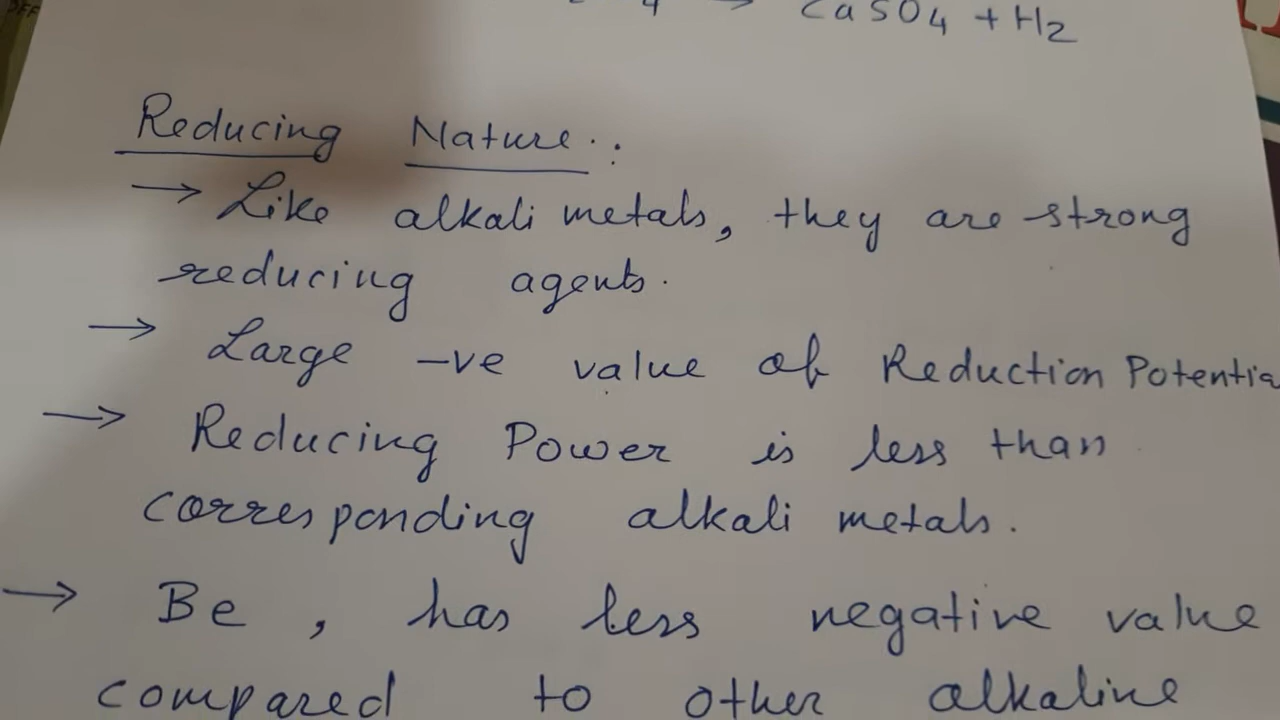 4 → CaSO4 + H2
Reducing Nature :
→ Like alkali metals, they are strong
reducing agents.
→ Large -ve value of Reduction Potentia
→ Reducing Power is less than
corresponding alkali metals.
→ Be , has less negative value
compared to other alkaline